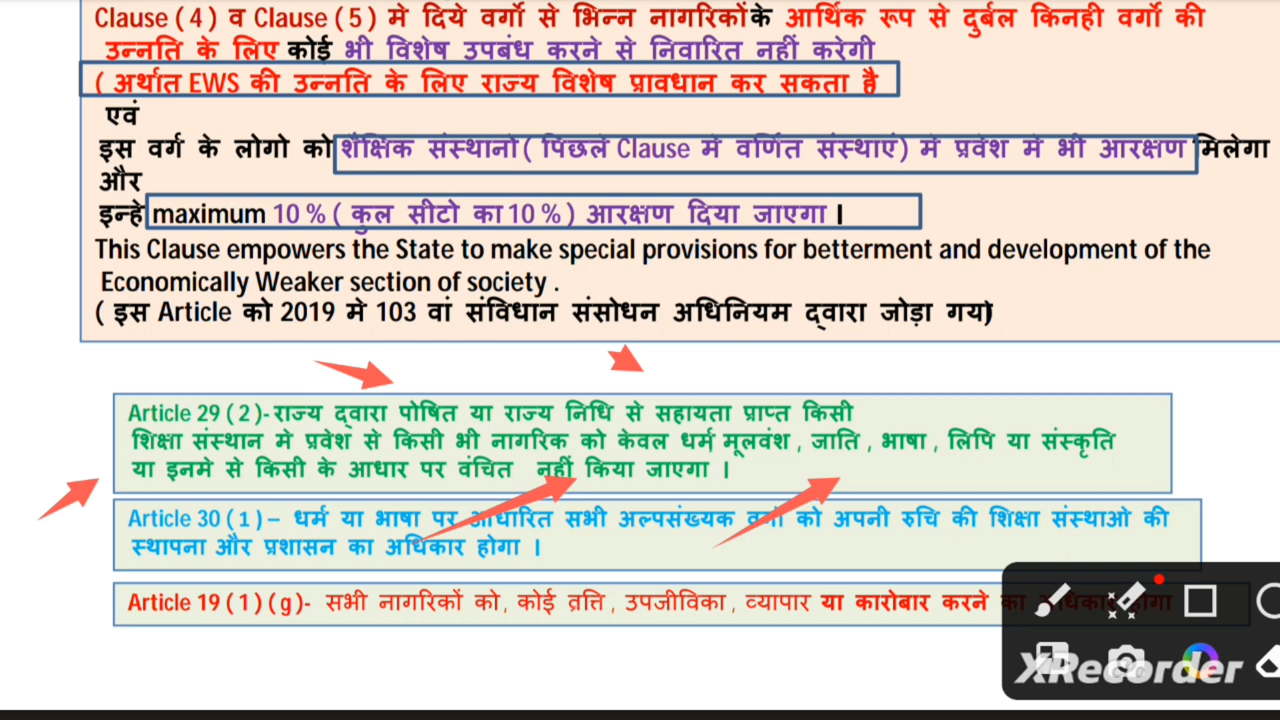 Clause ( 4 ) व Clause ( 5 ) मे दिये वर्गो से भिन्न नागरिकों के आर्थिक रूप से दुर्बल किनही वर्गो की
उन्नति के लिए कोई भी विशेष उपबंध करने से निवारित नहीं करेगी
( अर्थात EWS की उन्नति के लिए राज्य विशेष प्रावधान कर सकता है
एवं
इस वर्ग के लोगो को शैक्षिक संस्थानो ( पिछले Clause मे वर्णित संस्थाएं ) में प्रवेश मे भी आरक्षण मिलेगा
और
इन्हे maximum 10 % ( कुल सीटो का 10 % ) आरक्षण दिया जाएगा ।
This Clause empowers the State to make special provisions for betterment and development of the
Economically Weaker section of society .
( इस Article को 2019 मे 103 वां संविधान संसोधन अधिनियम द्वारा जोड़ा गया)
Article 29 ( 2 )- राज्य द्वारा पोषित या राज्य निधि से सहायता प्राप्त किसी
शिक्षा संस्थान मे प्रवेश से किसी भी नागरिक को केवल धर्म मूलवंश , जाति , भाषा , लिपि या संस्कृति
या इनमे से किसी के आधार पर वंचित नहीं किया जाएगा ।
Article 30 ( 1 ) – धर्म या भाषा पर आधारित सभी अल्पसंख्यक वर्गो को अपनी रुचि की शिक्षा संस्थाओ की
स्थापना और प्रशासन का अधिकार होगा ।
Article 19 ( 1 ) ( g )- सभी नागरिकों को , कोई व्रत्ति , उपजीविका , व्यापार या कारोबार करने का अधिकार होगा
XRecorder